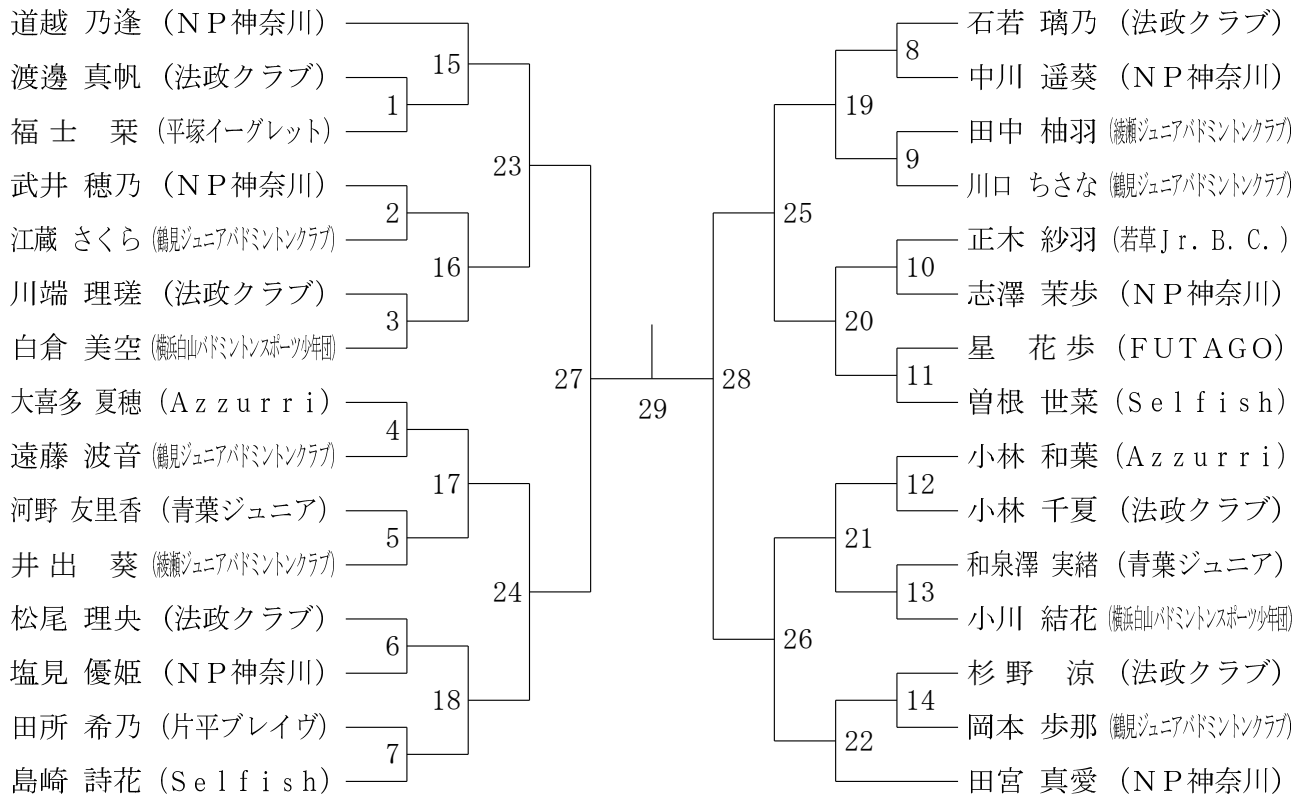 道越 乃逢 (NP神奈川)
渡邊 真帆 (法政クラブ)
福士 栞 (平塚イーグレット)
武井 穂乃 (NP神奈川)
江蔵 さくら (鶴見ジュニアバドミントンクラブ)
川端 理瑳 (法政クラブ)
白倉 美空 (横浜白山バドミントンスポーツ少年団)
大喜多 夏穂 (Azzurri)
遠藤 波音 (鶴見ジュニアバドミントンクラブ)
河野 友里香 (青葉ジュニア)
井出 葵 (綾瀬ジュニアバドミントンクラブ)
松尾 理央 (法政クラブ)
塩見 優姫 (NP神奈川)
田所 希乃 (片平ブレイヴ)
島崎 詩花 (Selfish)
1
2
3
4
5
6
7
15
16
17
18
23
24
27
29
28
25
26
19
20
21
22
8
9
10
11
12
13
14
石若 璃乃 (法政クラブ)
中川 遥葵 (NP神奈川)
田中 柚羽 (綾瀬ジュニアバドミントンクラブ)
川口 ちさな (鶴見ジュニアバドミントンクラブ)
正木 紗羽 (若草Jr.B.C.)
志澤 茉歩 (NP神奈川)
星 花歩 (FUTAGO)
曽根 世菜 (Selfish)
小林 和葉 (Azzurri)
小林 千夏 (法政クラブ)
和泉澤 実緒 (青葉ジュニア)
小川 結花 (横浜白山バドミントンスポーツ少年団)
杉野 涼 (法政クラブ)
岡本 歩那 (鶴見ジュニアバドミントンクラブ)
田宮 真愛 (NP神奈川)